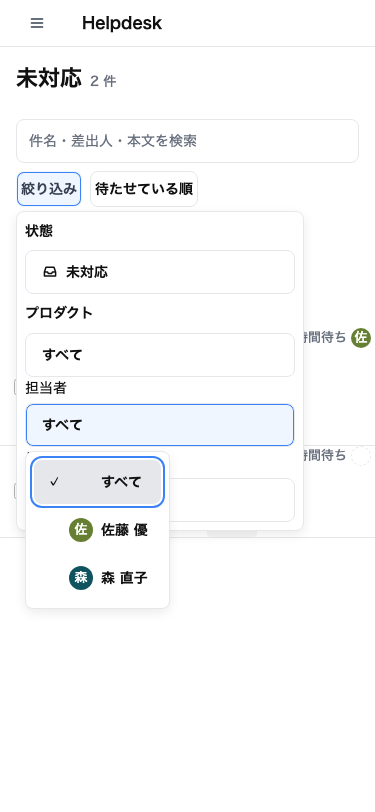 Helpdesk
未対応 2 件
件名・差出人・本文を検索
絞り込み 待たせている順
状態
未対応
プロダクト
すべて
時間待ち 佐
担当者
すべて
時間待ち
✓ すべて
佐 佐藤 優
森 森 直子